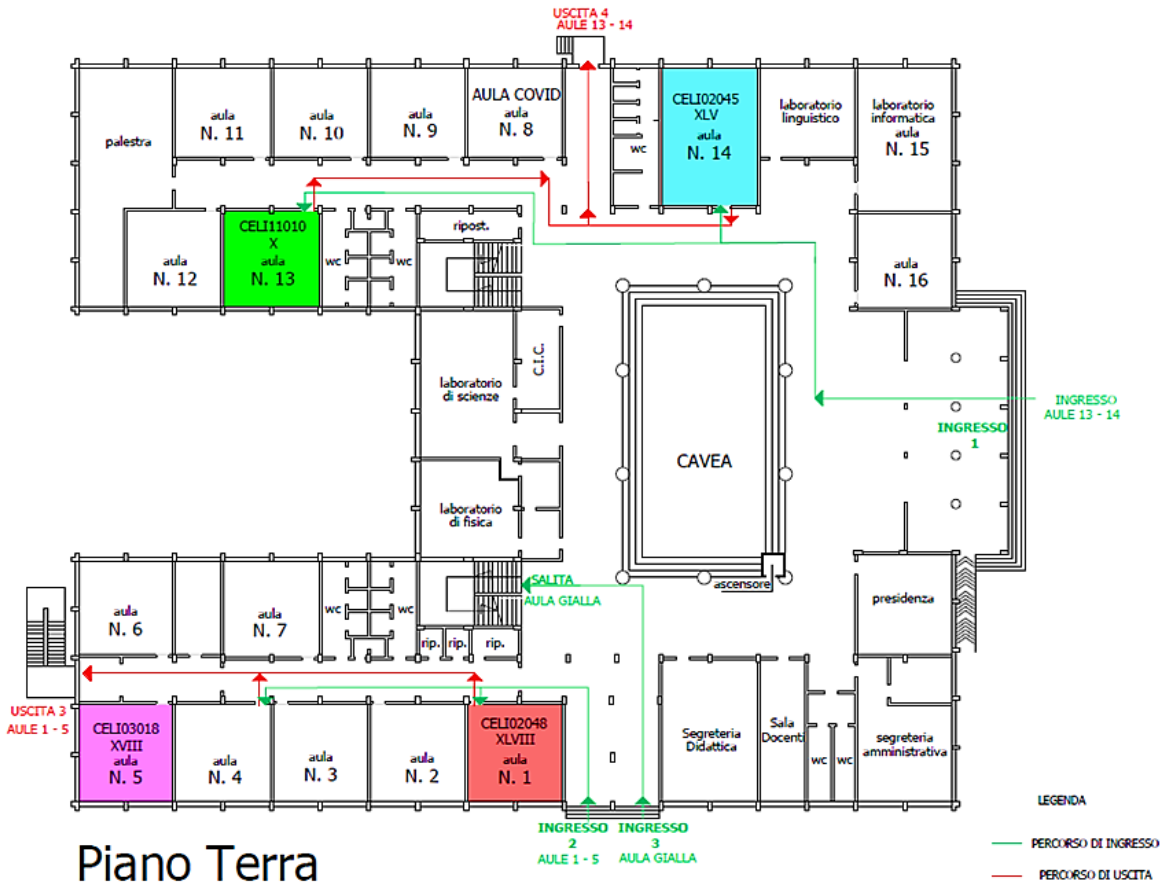 USCITA 4
AULE 13 - 14
palestra
aula
N. 11
aula
N. 10
aula
N. 9
AULA COVID
aula
N. 8
wc
CELI02045
XLV
aula
N. 14
laboratorio
linguistico
laboratorio
informatica
aula
N. 15
aula
N. 12
CELI11010
X
aula
N. 13
wc
wc
ripost.
aula
N. 16
laboratorio
di scienze
C.I.C.
INGRESSO
AULE 13 - 14
INGRESSO
1
CAVEA
laboratorio
di fisica
ascensore
SALITA
AULA GIALLA
presidenza
aula
N. 6
aula
N. 7
wc
wc
rip.
rip.
rip.
USCITA 3
AULE 1 - 5
CELI03018
XVIII
aula
N. 5
aula
N. 4
aula
N. 3
aula
N. 2
CELI02048
XLVIII
aula
N. 1
Segreteria
Didattica
Sala
Docenti
wc
wc
segreteria
amministrativa
INGRESSO
2
AULE 1 - 5
INGRESSO
3
AULA GIALLA
LEGENDA
PERCORSO DI INGRESSO
PERCORSO DI USCITA
Piano Terra